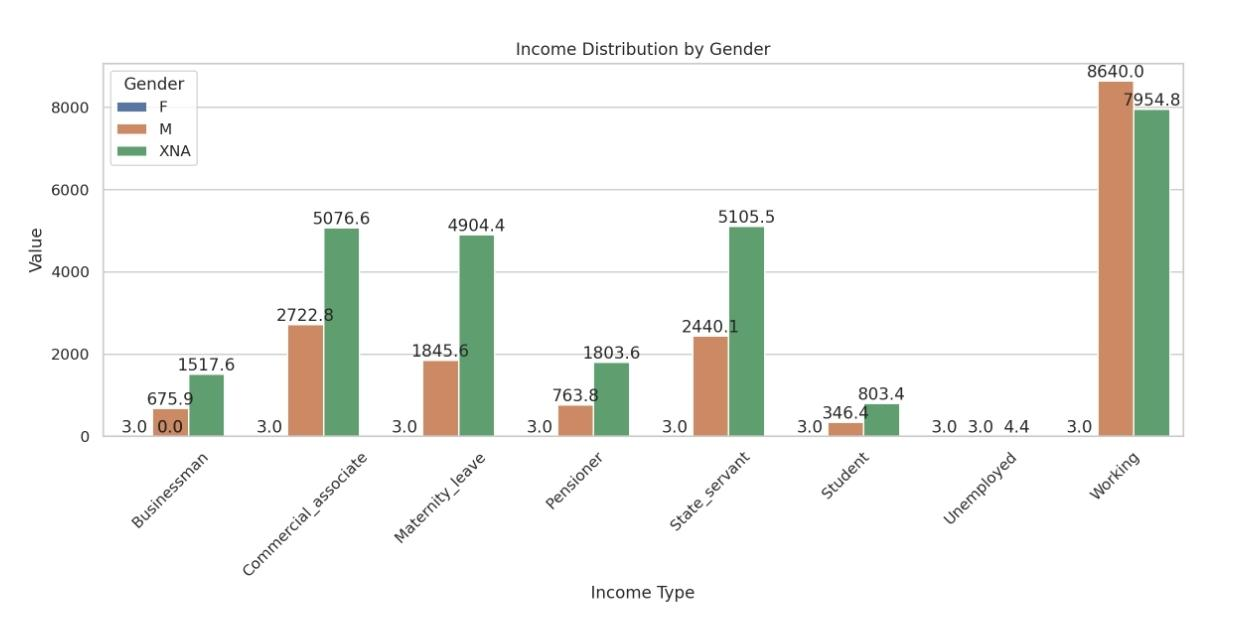 Income Distribution by Gender
Gender
F
M
XNA
Value
8000
6000
4000
2000
0
3.0 675.9 0.0 1517.6
3.0 2722.8 5076.6
3.0 1845.6 4904.4
3.0 763.8 1803.6
3.0 2440.1 5105.5
3.0 346.4 803.4
3.0 3.0 4.4
3.0 8640.0 7954.8
Businessman
Commercial_associate
Maternity_leave
Pensioner
State_servant
Student
Unemployed
Working
Income Type